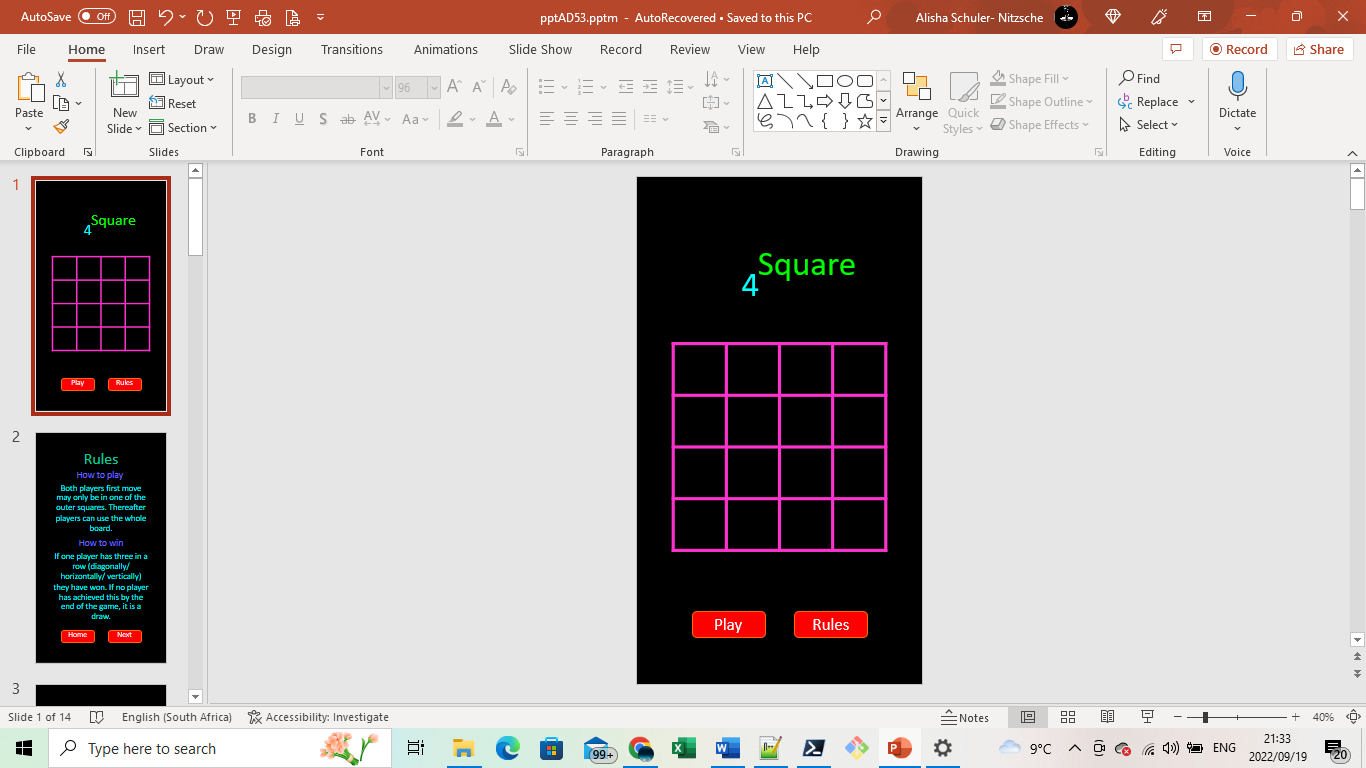 AutoSave Off
pptAD53.pptm - AutoRecovered • Saved to this PC
Alisha Schuler- Nitzsche
File Home Insert Draw Design Transitions Animations Slide Show Record Review View Help
Record
Share
Paste
Clipboard
New
Slide
Layout
Reset
Section
Slides
96
B I U S ab AV Aa A
Font
Paragraph
Arrange
Quick
Styles
Shape Fill
Shape Outline
Shape Effects
Drawing
Find
Replace
Select
Editing
Dictate
Voice
1
4 Square
Play Rules
2
Rules
How to play
Both players first move
may only be in one of the
outer squares. Thereafter
players can use the whole
board.
How to win
If one player has three in a
row (diagonally/
horizontally/ vertically)
they have won. If no player
has achieved this by the
end of the game, it is a
draw.
Home Next
3
4 Square
Play Rules
Slide 1 of 14
English (South Africa)
Accessibility: Investigate
Notes
40%
Type here to search
99+
9°C
ENG
21:33
2022/09/19
20